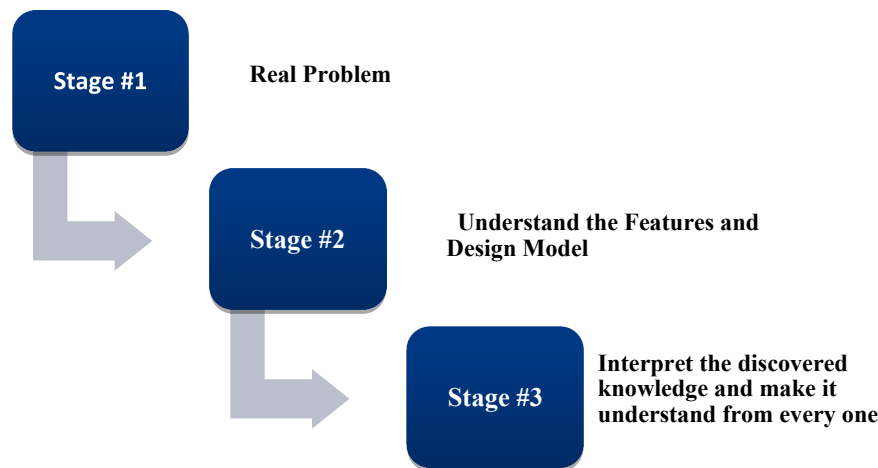 Stage #1
Real Problem
Stage #2
Understand the Features and
Design Model
Stage #3
Interpret the discovered
knowledge and make it
understand from every one